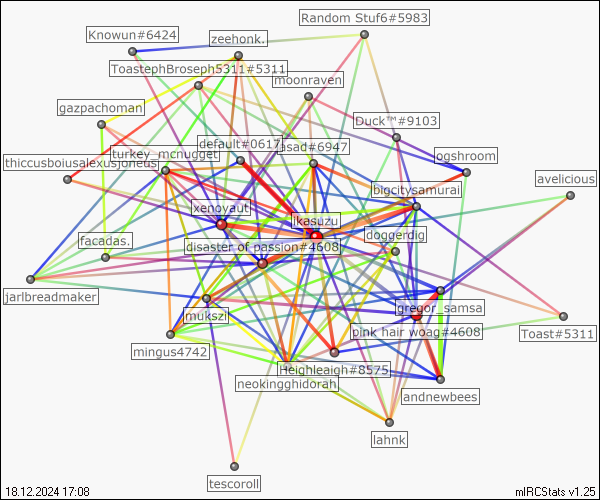 Random Stuf6#5983
Knowun#6424
zeehonk.
ToastephBroseph5311#5311
moonraven
gazpachoman
Duck™#9103
default#0617
asad#6947
turkey_mcnugget
ogshroom
bigcitysamurai
avelicious
xenoyaut
ikasuzu
doggerdig
facadas.
disaster of passion#4608
jarlbreadmaker
mukszi
gregor_samsa
pink hair woag#4608
Toast#5311
mingus4742
Heighleaigh#8575
neokingghidorah
andnewbees
lahnk
tescoroll
18.12.2024 17:08
mIRCStats v1.25